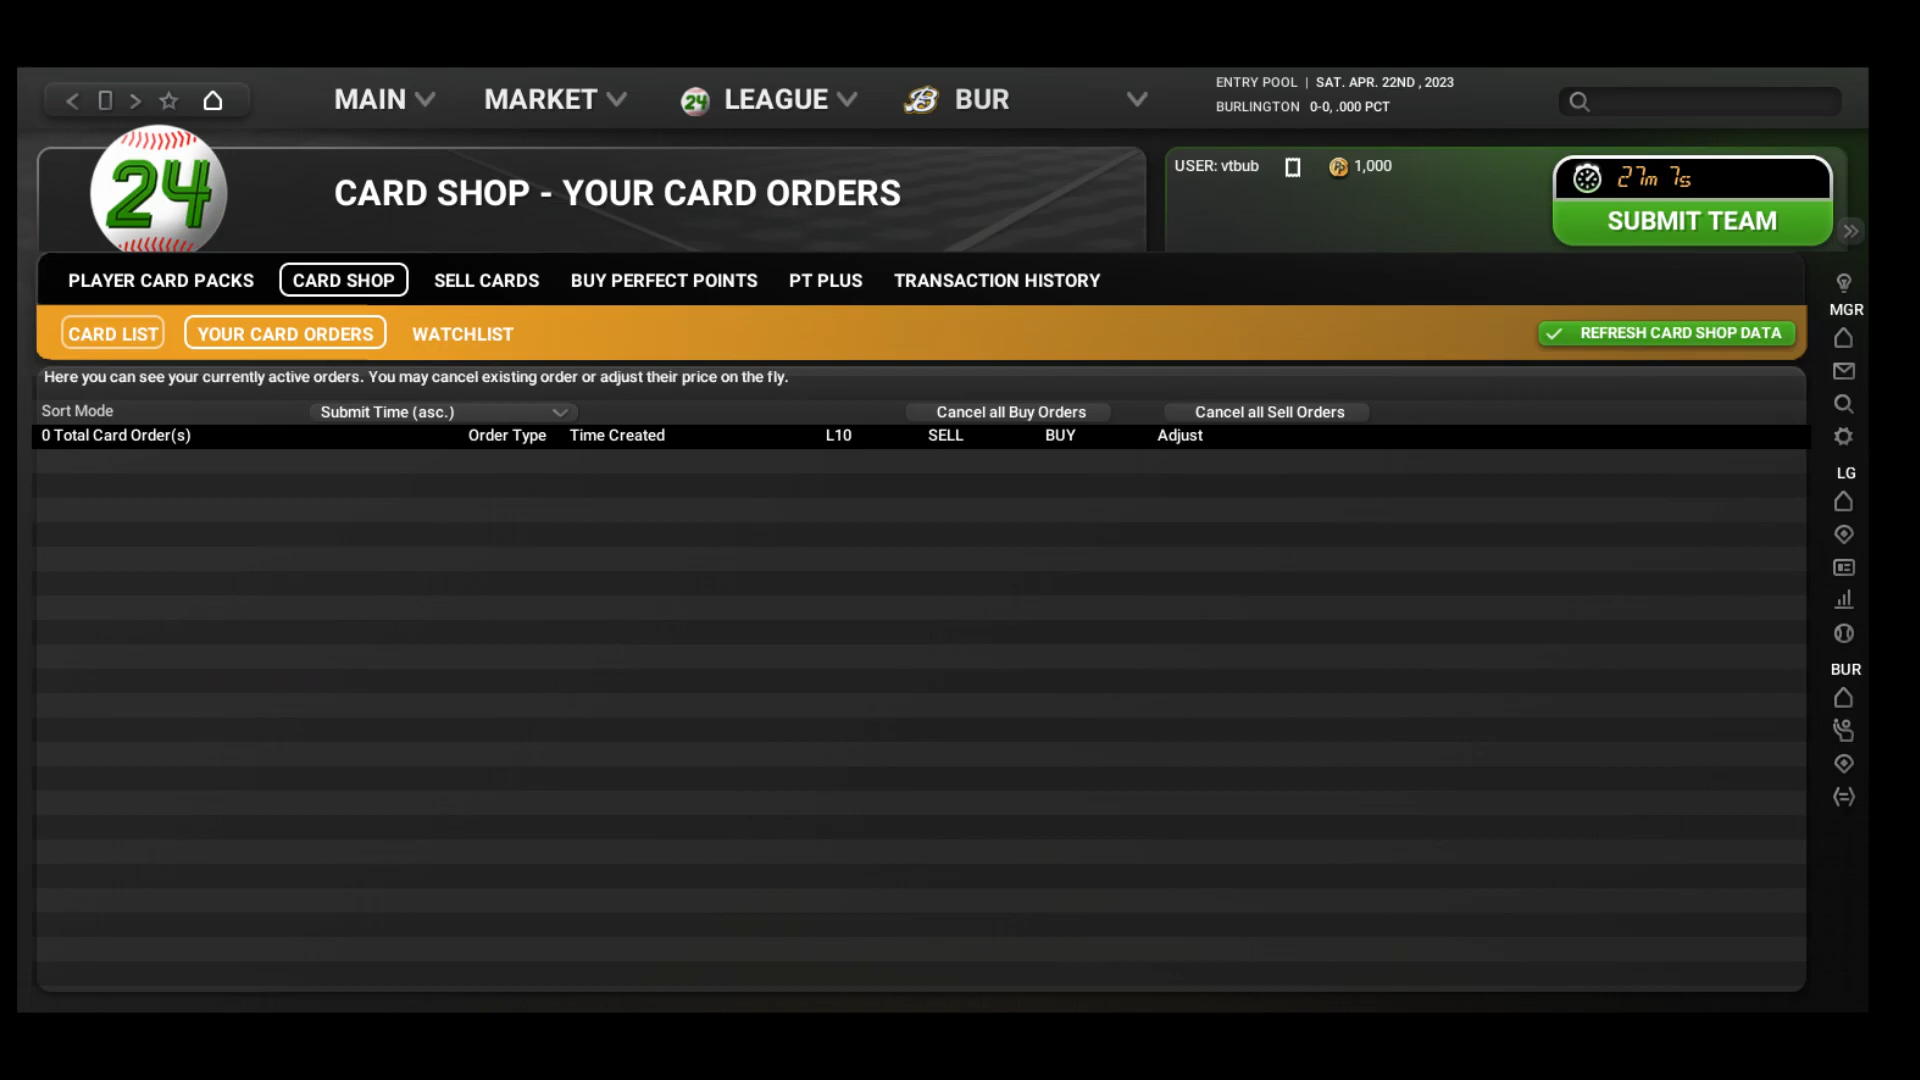 MAIN
MARKET
24 LEAGUE
B BUR
ENTRY POOL | SAT. APR. 22ND , 2023
BURLINGTON 0-0, .000 PCT
24
CARD SHOP - YOUR CARD ORDERS
USER: vtbub
1,000
27m 7s
SUBMIT TEAM
PLAYER CARD PACKS CARD SHOP SELL CARDS BUY PERFECT POINTS PT PLUS TRANSACTION HISTORY
CARD LIST YOUR CARD ORDERS WATCHLIST
REFRESH CARD SHOP DATA
Here you can see your currently active orders. You may cancel existing order or adjust their price on the fly.
Sort Mode Submit Time (asc.) Cancel all Buy Orders Cancel all Sell Orders
0 Total Card Order(s) Order Type Time Created L10 SELL BUY Adjust
MGR
LG
BUR